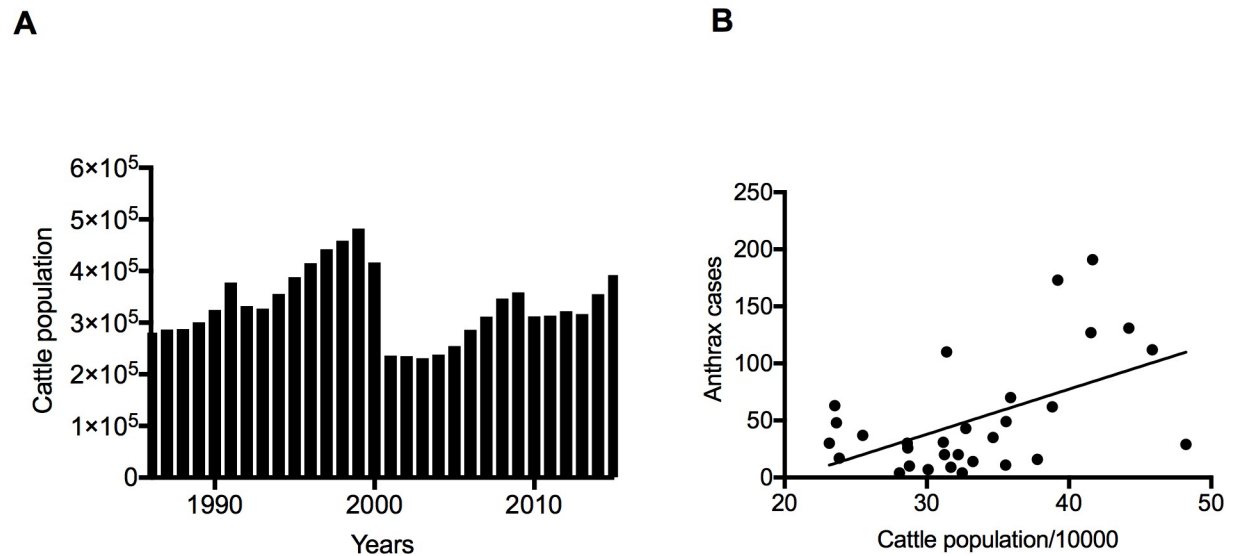 A
6×10⁵
5×10⁵
4×10⁵
3×10⁵
2×10⁵
1×10⁵
0
Cattle population
1990 2000 2010
Years
B
250
200
150
100
50
0
Anthrax cases
20 30 40 50
Cattle population/10000